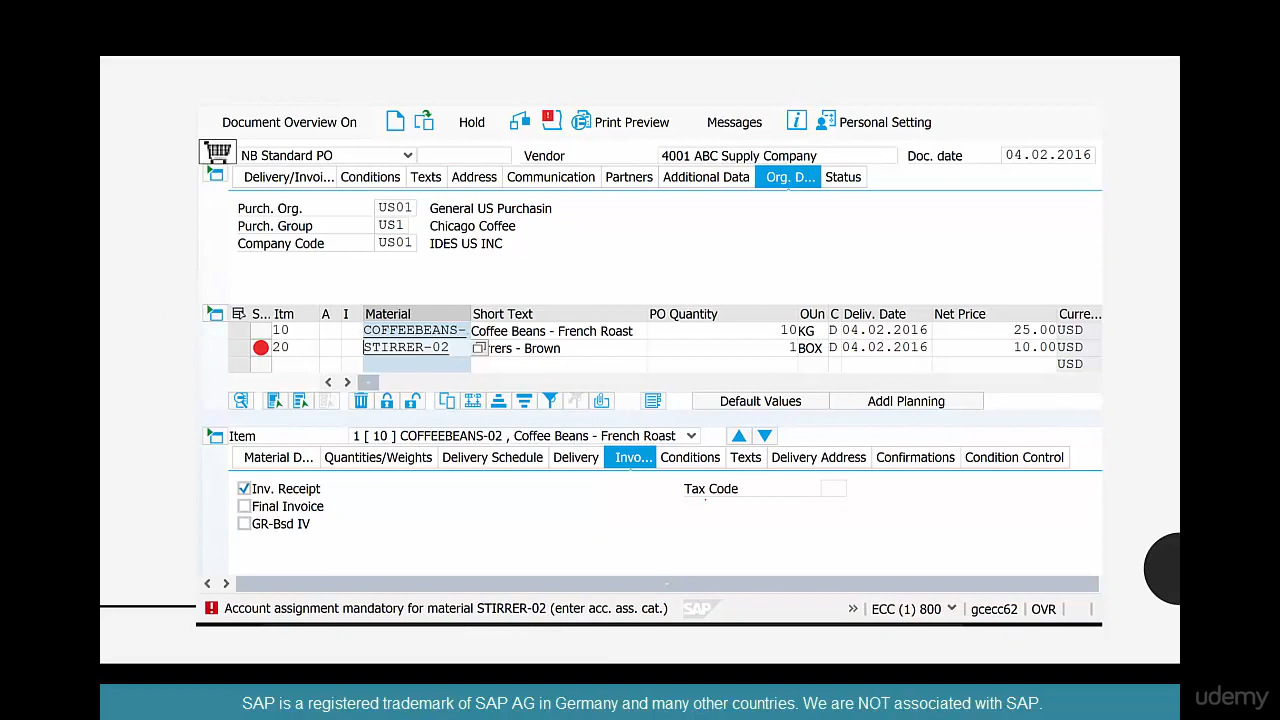 Document Overview On Hold Print Preview Messages Personal Setting
NB Standard PO Vendor 4001 ABC Supply Company Doc. date 04.02.2016
Delivery/Invoi... Conditions Texts Address Communication Partners Additional Data Org. D... Status
Purch. Org. US01 General US Purchasin
Purch. Group US1 Chicago Coffee
Company Code US01 IDES US INC
S... Itm A I Material Short Text PO Quantity OUn C Deliv. Date Net Price Curre...
10 COFFEEBEANS- Coffee Beans - French Roast 10 KG D 04.02.2016 25.00 USD
20 STIRRER-02 rrers - Brown 1 BOX D 04.02.2016 10.00 USD
USD
Default Values Addl Planning
Item 1 [ 10 ] COFFEEBEANS-02 , Coffee Beans - French Roast
Material D... Quantities/Weights Delivery Schedule Delivery Invo... Conditions Texts Delivery Address Confirmations Condition Control
Inv. Receipt Tax Code
Final Invoice
GR-Bsd IV
Account assignment mandatory for material STIRRER-02 (enter acc. ass. cat.) SAP ECC (1) 800 gcecc62 OVR
SAP is a registered trademark of SAP AG in Germany and many other countries. We are NOT associated with SAP.
udemy